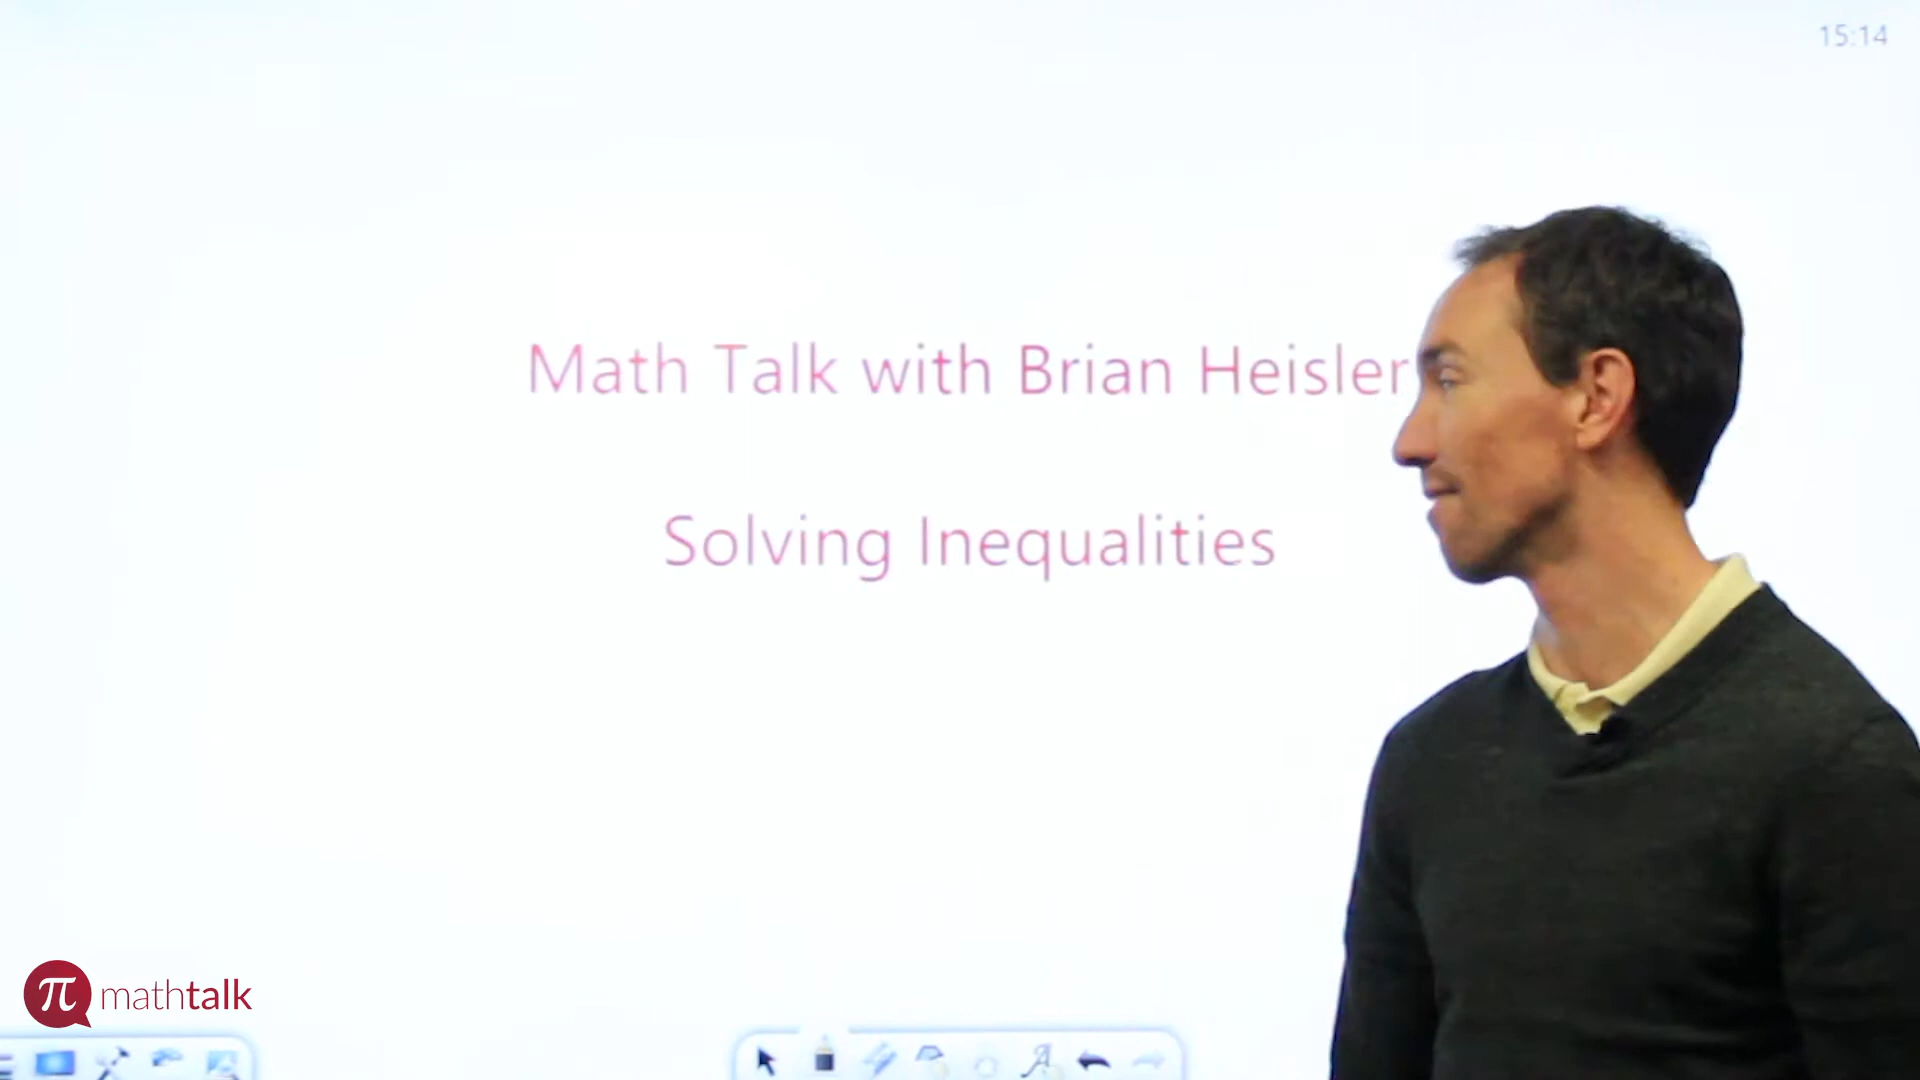 15:14
Math Talk with Brian Heisler
Solving Inequalities
π mathtalk